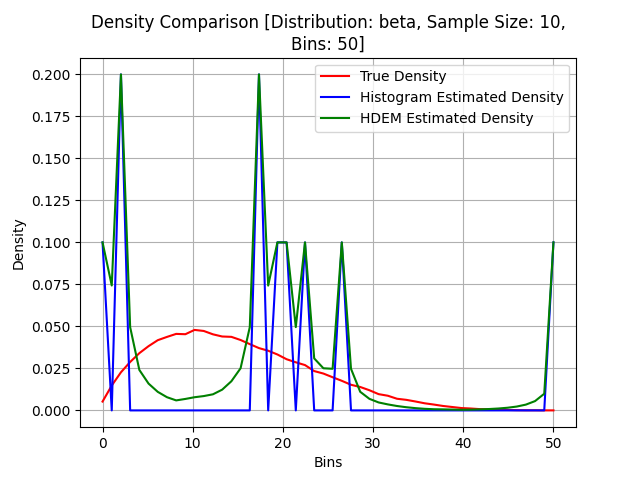 Density Comparison [Distribution: beta, Sample Size: 10,
Bins: 50]
True Density
Histogram Estimated Density
HDEM Estimated Density
Density
0.200
0.175
0.150
0.125
0.100
0.075
0.050
0.025
0.000
0 10 20 30 40 50
Bins